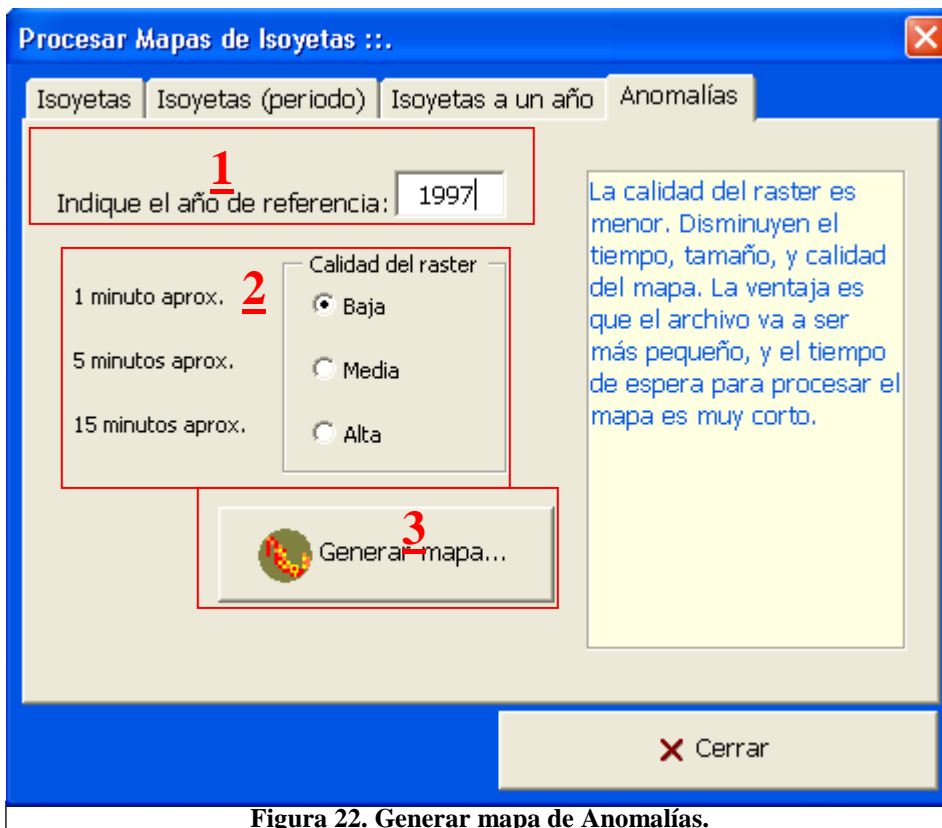 Procesar Mapas de Isoyetas ::.
Isoyetas
Isoyetas (periodo)
Isoyetas a un año
Anomalías
1
Indique el año de referencia: 1997
2
Calidad del raster
1 minuto aprox.
Baja
5 minutos aprox.
Media
15 minutos aprox.
Alta
3
Generar mapa...
La calidad del raster es
menor. Disminuyen el
tiempo, tamaño, y calidad
del mapa. La ventaja es
que el archivo va a ser
más pequeño, y el tiempo
de espera para procesar el
mapa es muy corto.
Cerrar
Figura 22. Generar mapa de Anomalías.